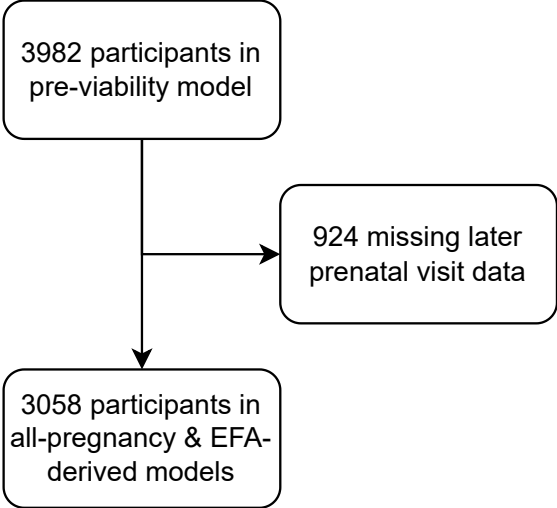 3982 participants in
pre-viability model
924 missing later
prenatal visit data
3058 participants in
all-pregnancy & EFA-
derived models